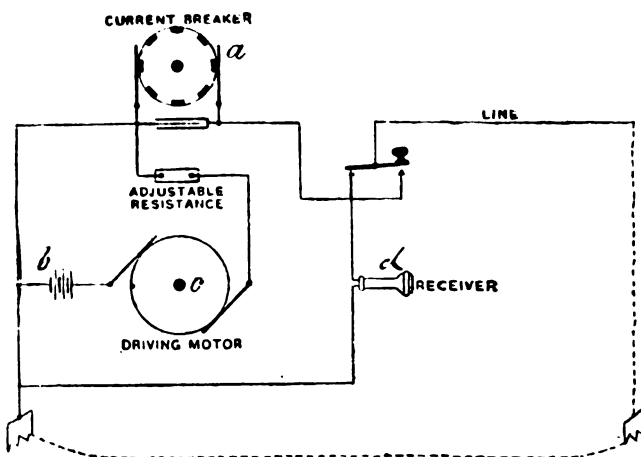 CURRENT BREAKER
a
LINE
ADJUSTABLE
RESISTANCE
b
c
d
RECEIVER
DRIVING MOTOR